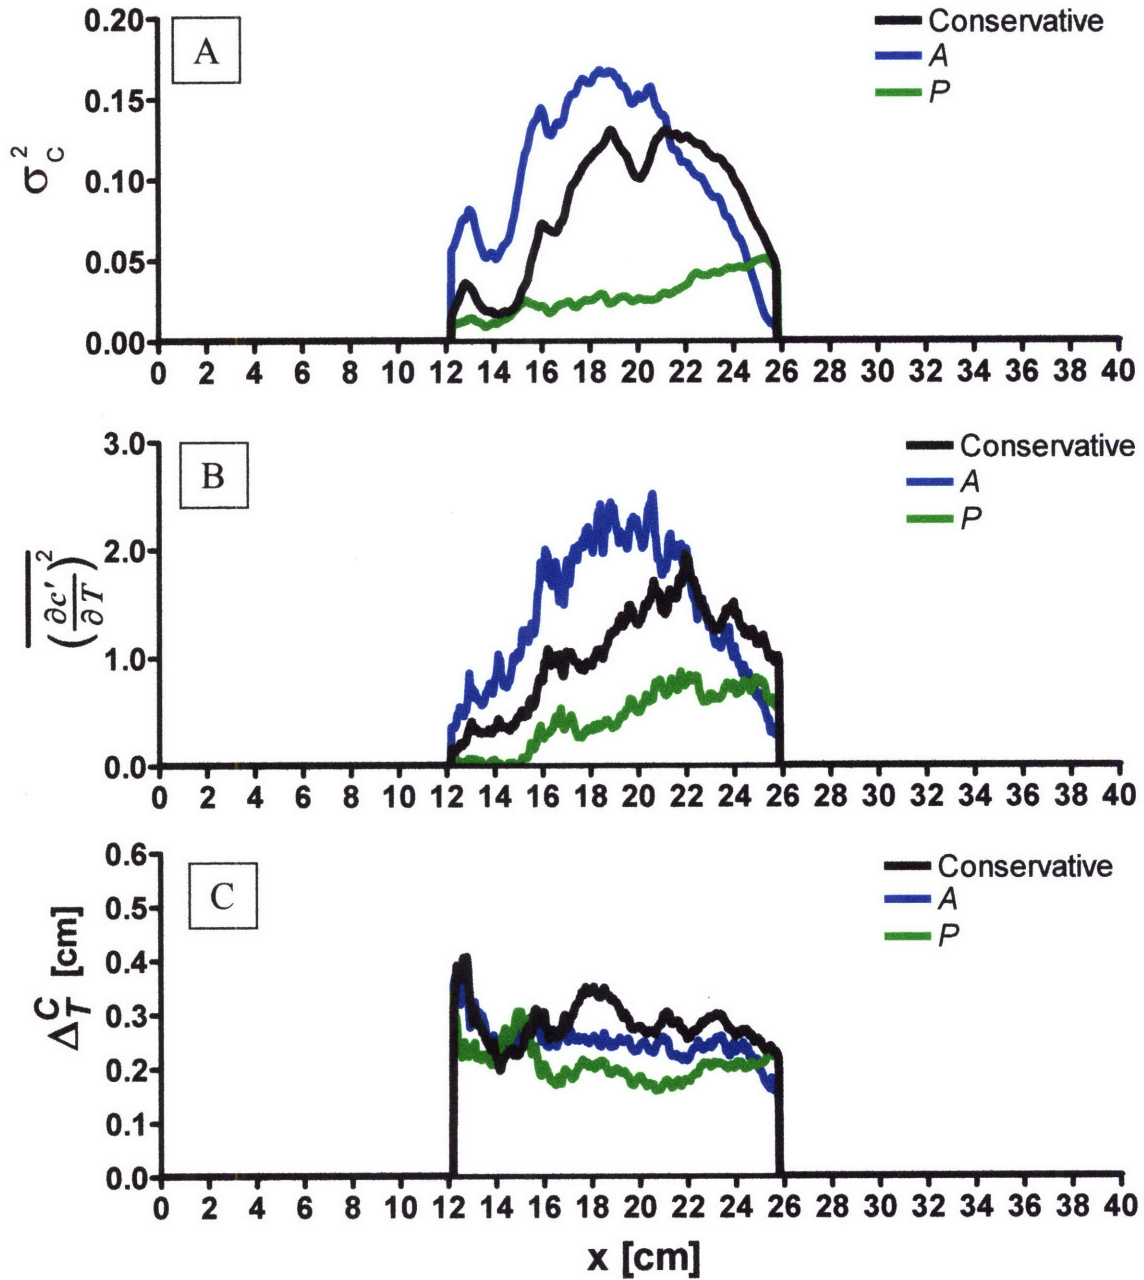 0.20
A
Conservative
A
P
0.15
0.10
0.05
0.00
σ_C^2
0 2 4 6 8 10 12 14 16 18 20 22 24 26 28 30 32 34 36 38 40
3.0
B
Conservative
A
P
2.0
1.0
0.0
(∂c'/∂T)^2
0 2 4 6 8 10 12 14 16 18 20 22 24 26 28 30 32 34 36 38 40
0.6
C
Conservative
A
P
0.5
0.4
0.3
0.2
0.1
0.0
Δ_T^C [cm]
0 2 4 6 8 10 12 14 16 18 20 22 24 26 28 30 32 34 36 38 40
x [cm]